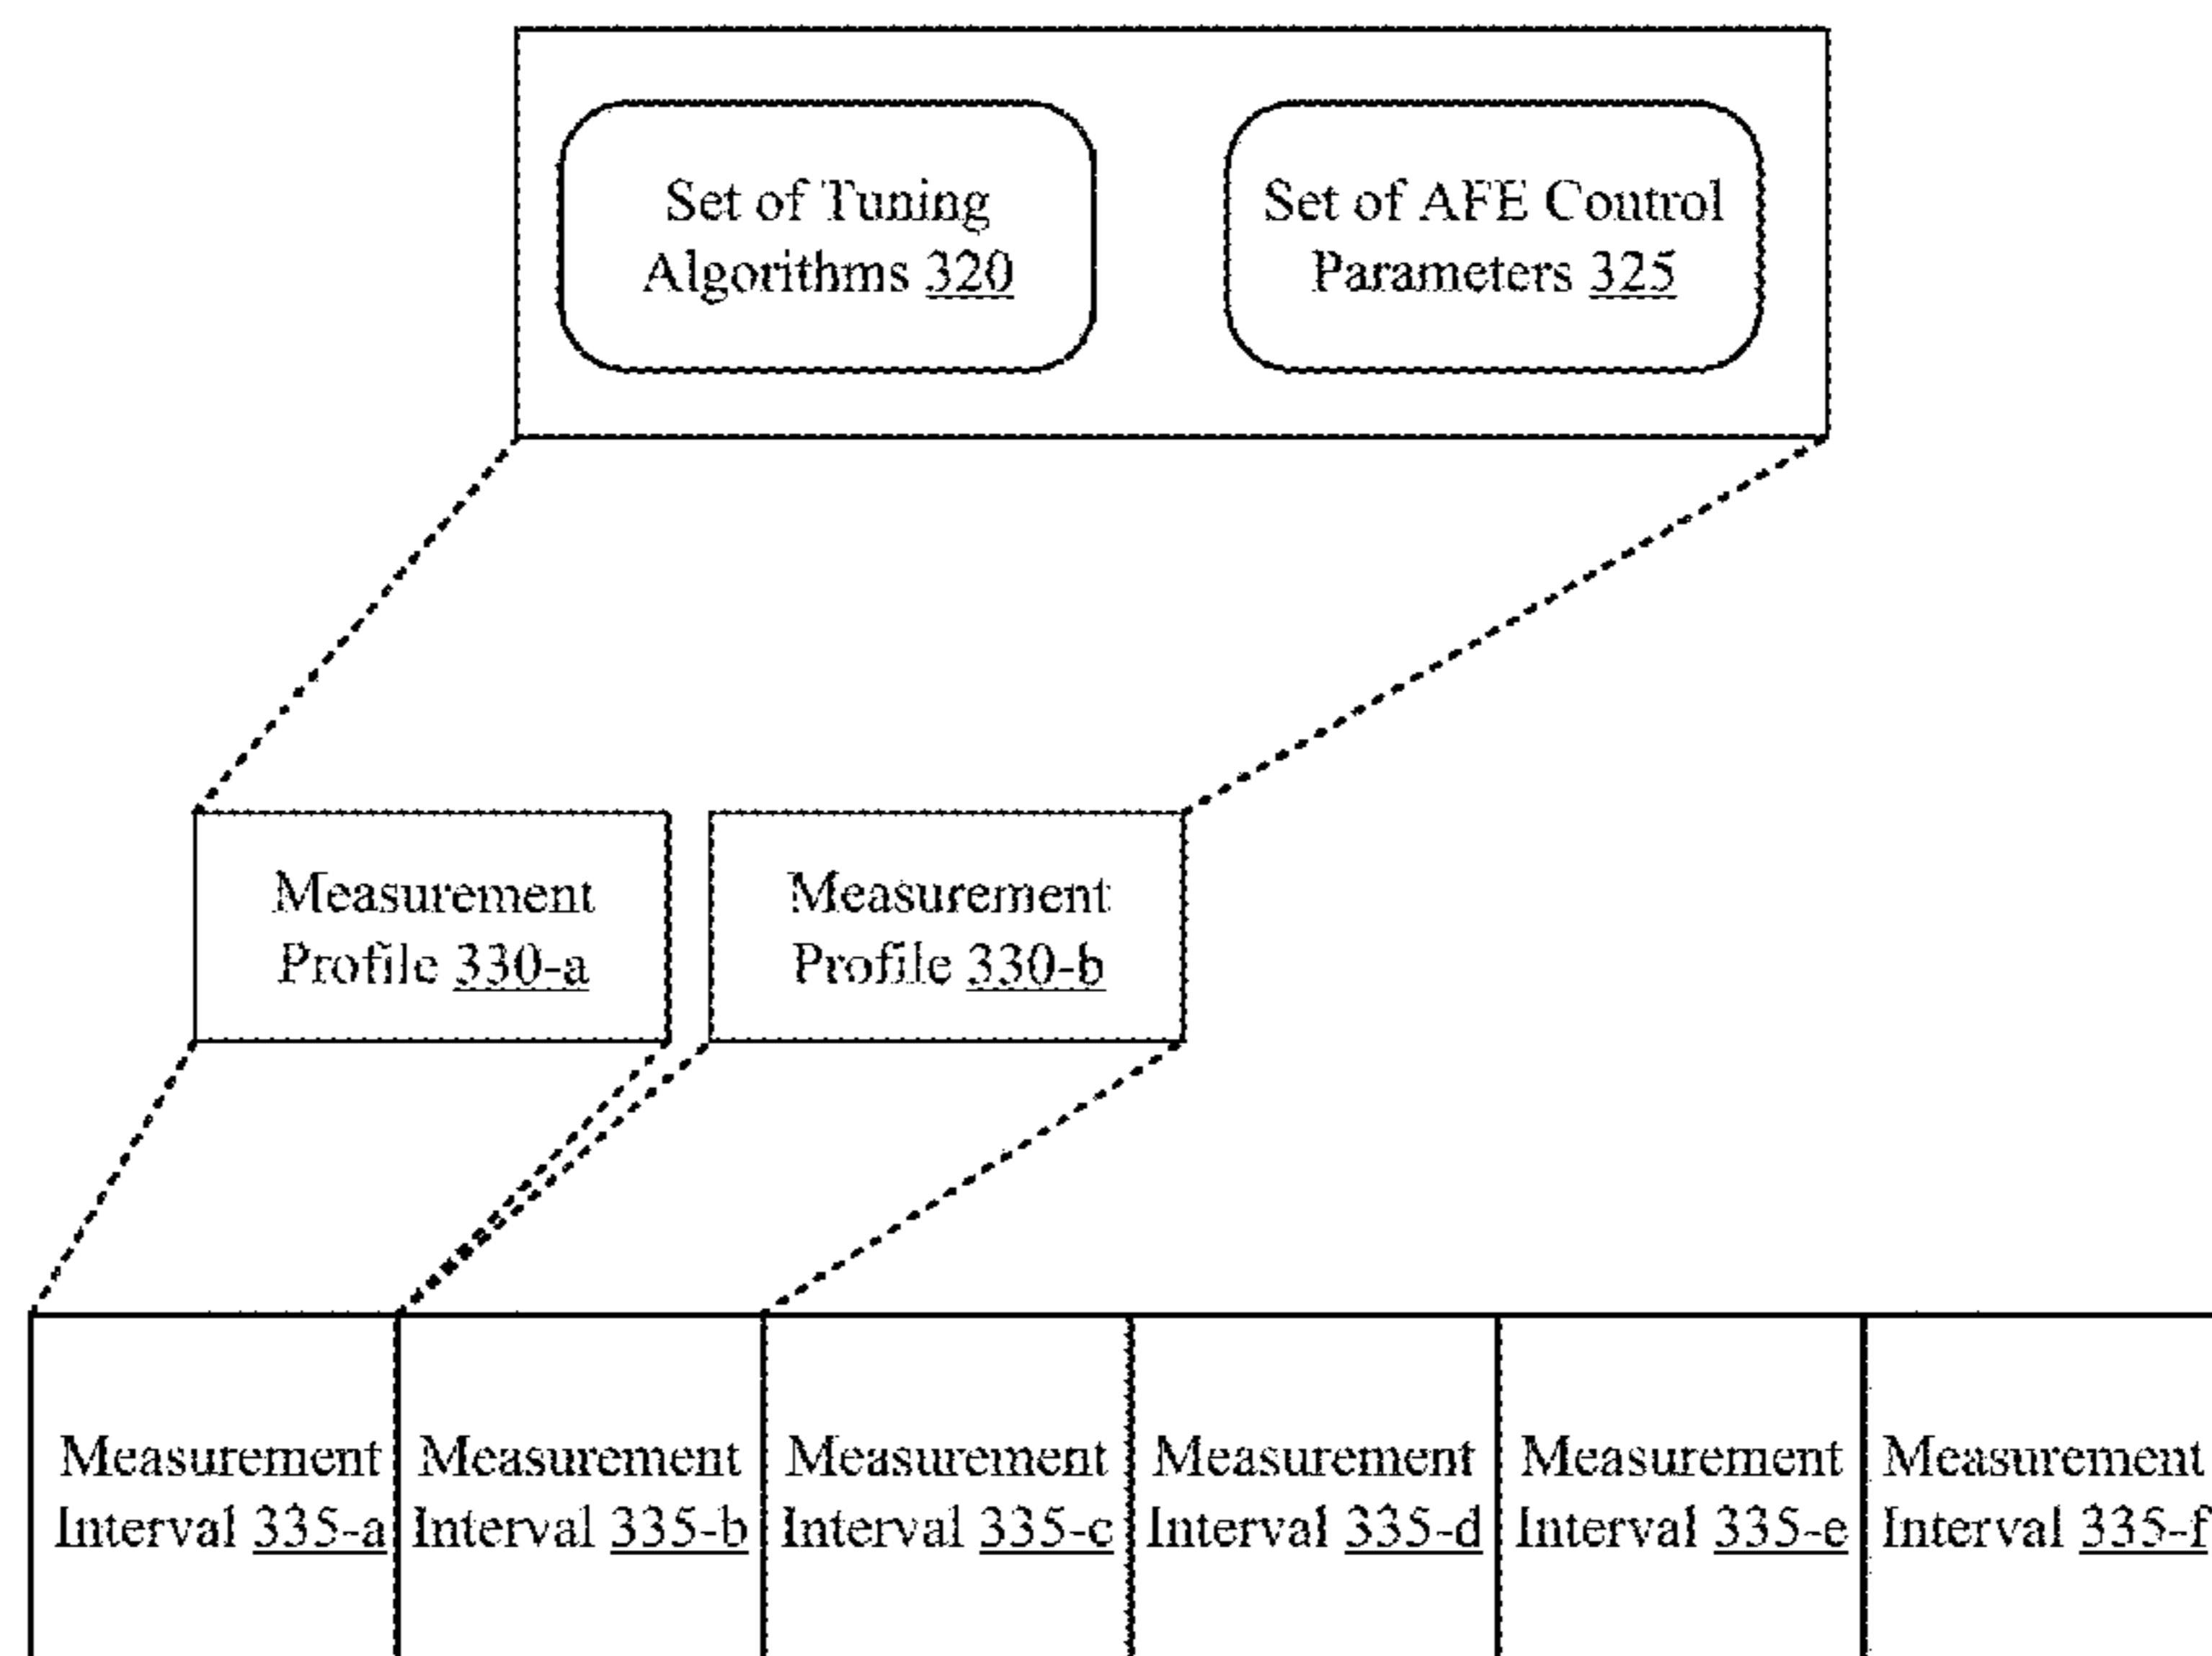 Set of Tuning
Algorithms 320
Set of AFE Control
Parameters 325
Measurement
Profile 330-a
Measurement
Profile 330-b
Measurement
Interval 335-a
Measurement
Interval 335-b
Measurement
Interval 335-c
Measurement
Interval 335-d
Measurement
Interval 335-e
Measurement
Interval 335-f